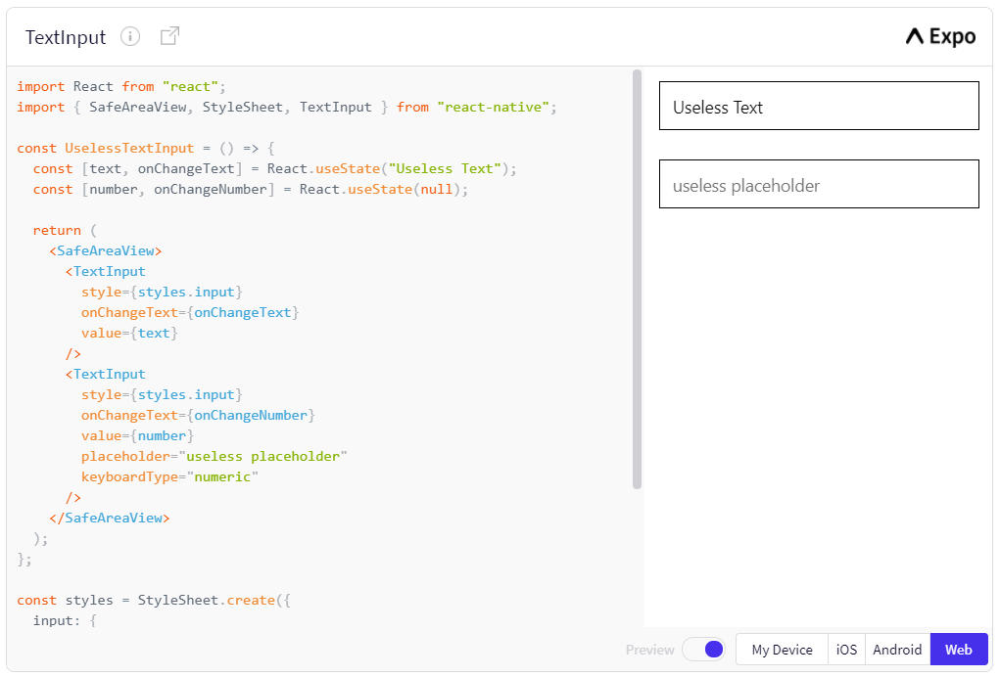 TextInput
Expo
import React from "react";
import { SafeAreaView, StyleSheet, TextInput } from "react-native";
const UselessTextInput = () => {
  const [text, onChangeText] = React.useState("Useless Text");
  const [number, onChangeNumber] = React.useState(null);
  return (
    <SafeAreaView>
      <TextInput
        style={styles.input}
        onChangeText={onChangeText}
        value={text}
      />
      <TextInput
        style={styles.input}
        onChangeText={onChangeNumber}
        value={number}
        placeholder="useless placeholder"
        keyboardType="numeric"
      />
    </SafeAreaView>
  );
};
const styles = StyleSheet.create({
  input: {
Useless Text
useless placeholder
Preview My Device iOS Android Web